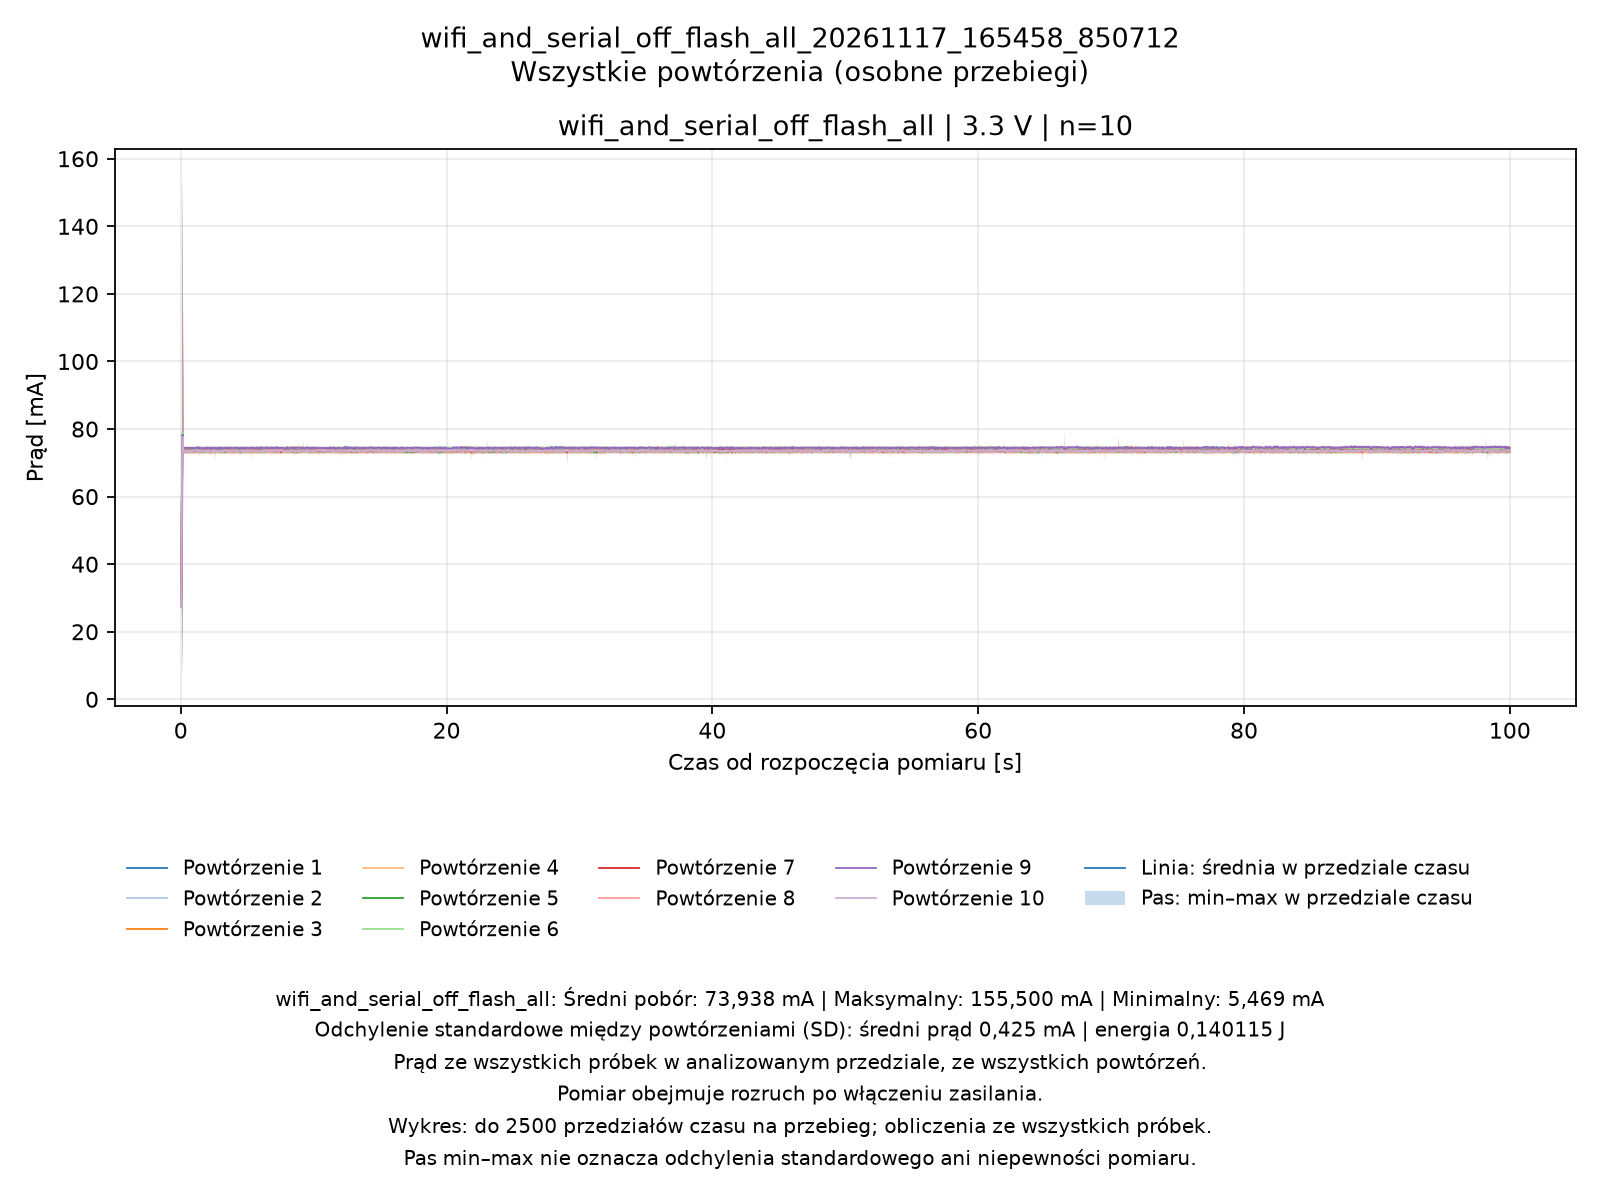 wifi_and_serial_off_flash_all_20261117_165458_850712
Wszystkie powtórzenia (osobne przebiegi)
wifi_and_serial_off_flash_all | 3.3 V | n=10
160
140
120
100
80
60
40
20
0
Prąd [mA]
0 20 40 60 80 100
Czas od rozpoczęcia pomiaru [s]
Powtórzenie 1 Powtórzenie 4 Powtórzenie 7 Powtórzenie 9 Linia: średnia w przedziale czasu
Powtórzenie 2 Powtórzenie 5 Powtórzenie 8 Powtórzenie 10 Pas: min–max w przedziale czasu
Powtórzenie 3 Powtórzenie 6
wifi_and_serial_off_flash_all: Średni pobór: 73,938 mA | Maksymalny: 155,500 mA | Minimalny: 5,469 mA
Odchylenie standardowe między powtórzeniami (SD): średni prąd 0,425 mA | energia 0,140115 J
Prąd ze wszystkich próbek w analizowanym przedziale, ze wszystkich powtórzeń.
Pomiar obejmuje rozruch po włączeniu zasilania.
Wykres: do 2500 przedziałów czasu na przebieg; obliczenia ze wszystkich próbek.
Pas min–max nie oznacza odchylenia standardowego ani niepewności pomiaru.